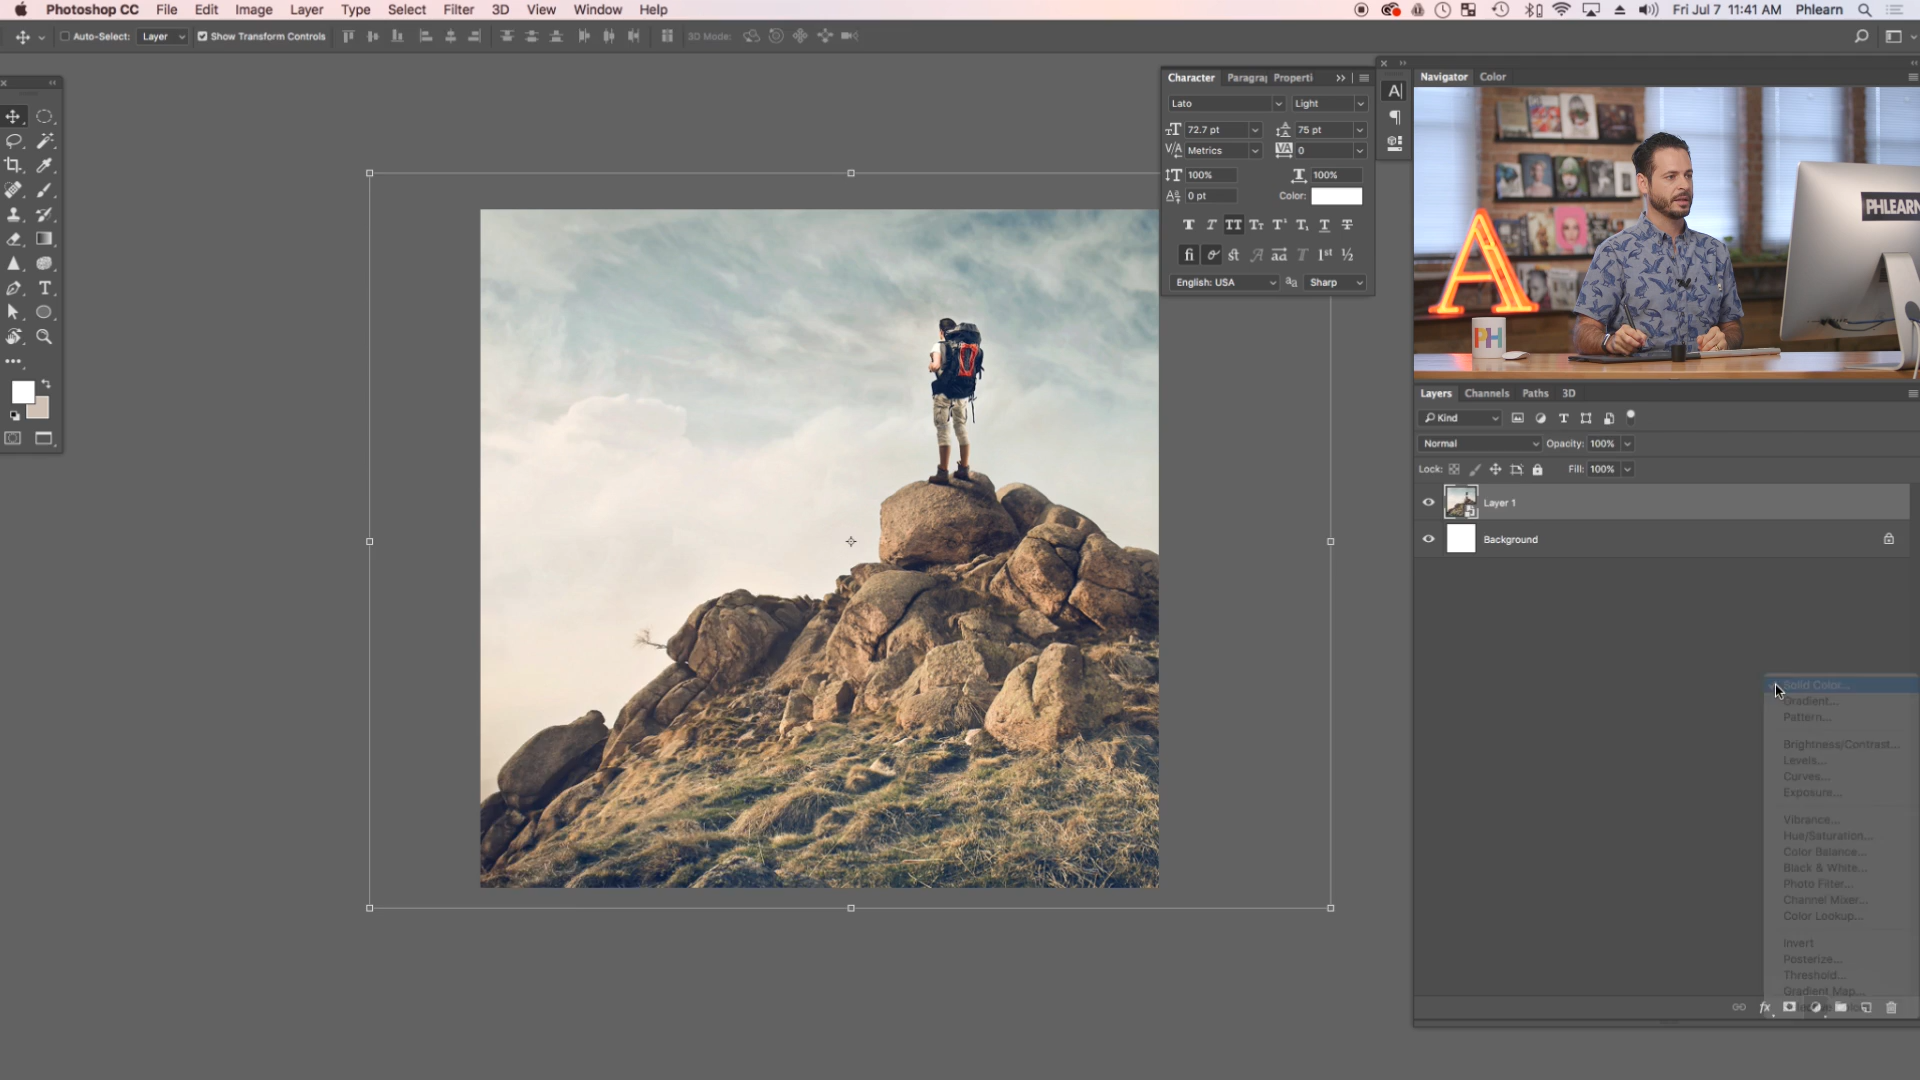 Photoshop CC File Edit Image Layer Type Select Filter 3D View Window Help
Fri Jul 7 11:41 AM Phlearn
Auto-Select: Layer Show Transform Controls 3D Mode:
Character Paragraph Properti
Lato Light
72.7 pt 75 pt
Metrics 0
100% 100%
0 pt Color:
English: USA Sharp
Navigator Color
PHLEARN
A
PH
Layers Channels Paths 3D
Kind
Normal Opacity: 100%
Lock: Fill: 100%
Layer 1
Background
Solid Color...
Gradient...
Pattern...
Brightness/Contrast...
Levels...
Curves...
Exposure...
Vibrance...
Hue/Saturation...
Color Balance...
Black & White...
Photo Filter...
Channel Mixer...
Color Lookup...
Invert
Posterize...
Threshold...
Gradient Map...
fx